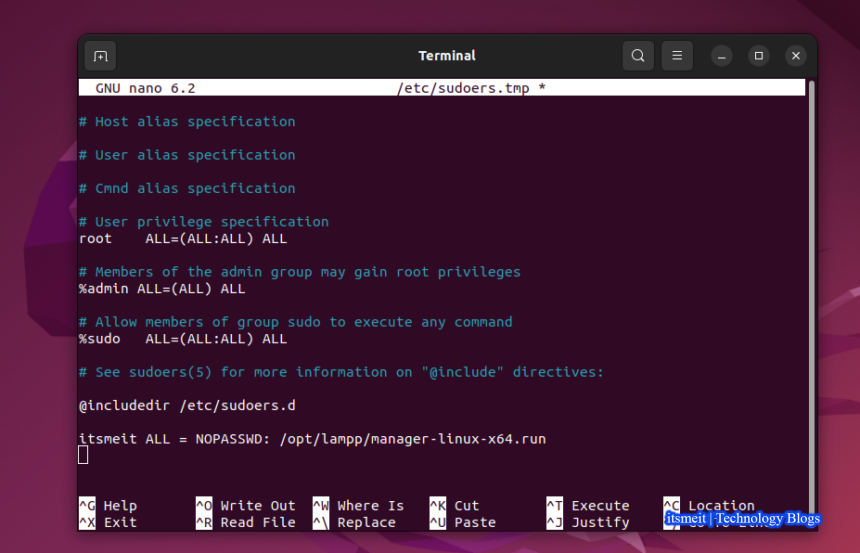 Terminal
GNU nano 6.2 /etc/sudoers.tmp *
# Host alias specification
# User alias specification
# Cmnd alias specification
# User privilege specification
root ALL=(ALL:ALL) ALL
# Members of the admin group may gain root privileges
%admin ALL=(ALL) ALL
# Allow members of group sudo to execute any command
%sudo ALL=(ALL:ALL) ALL
# See sudoers(5) for more information on "@include" directives:
@includedir /etc/sudoers.d
itsmeit ALL = NOPASSWD: /opt/lampp/manager-linux-x64.run
^G Help ^O Write Out ^W Where Is ^K Cut ^T Execute ^C Location
^X Exit ^R Read File ^\ Replace ^U Paste ^J Justify
itsmeit | Technology Blogs